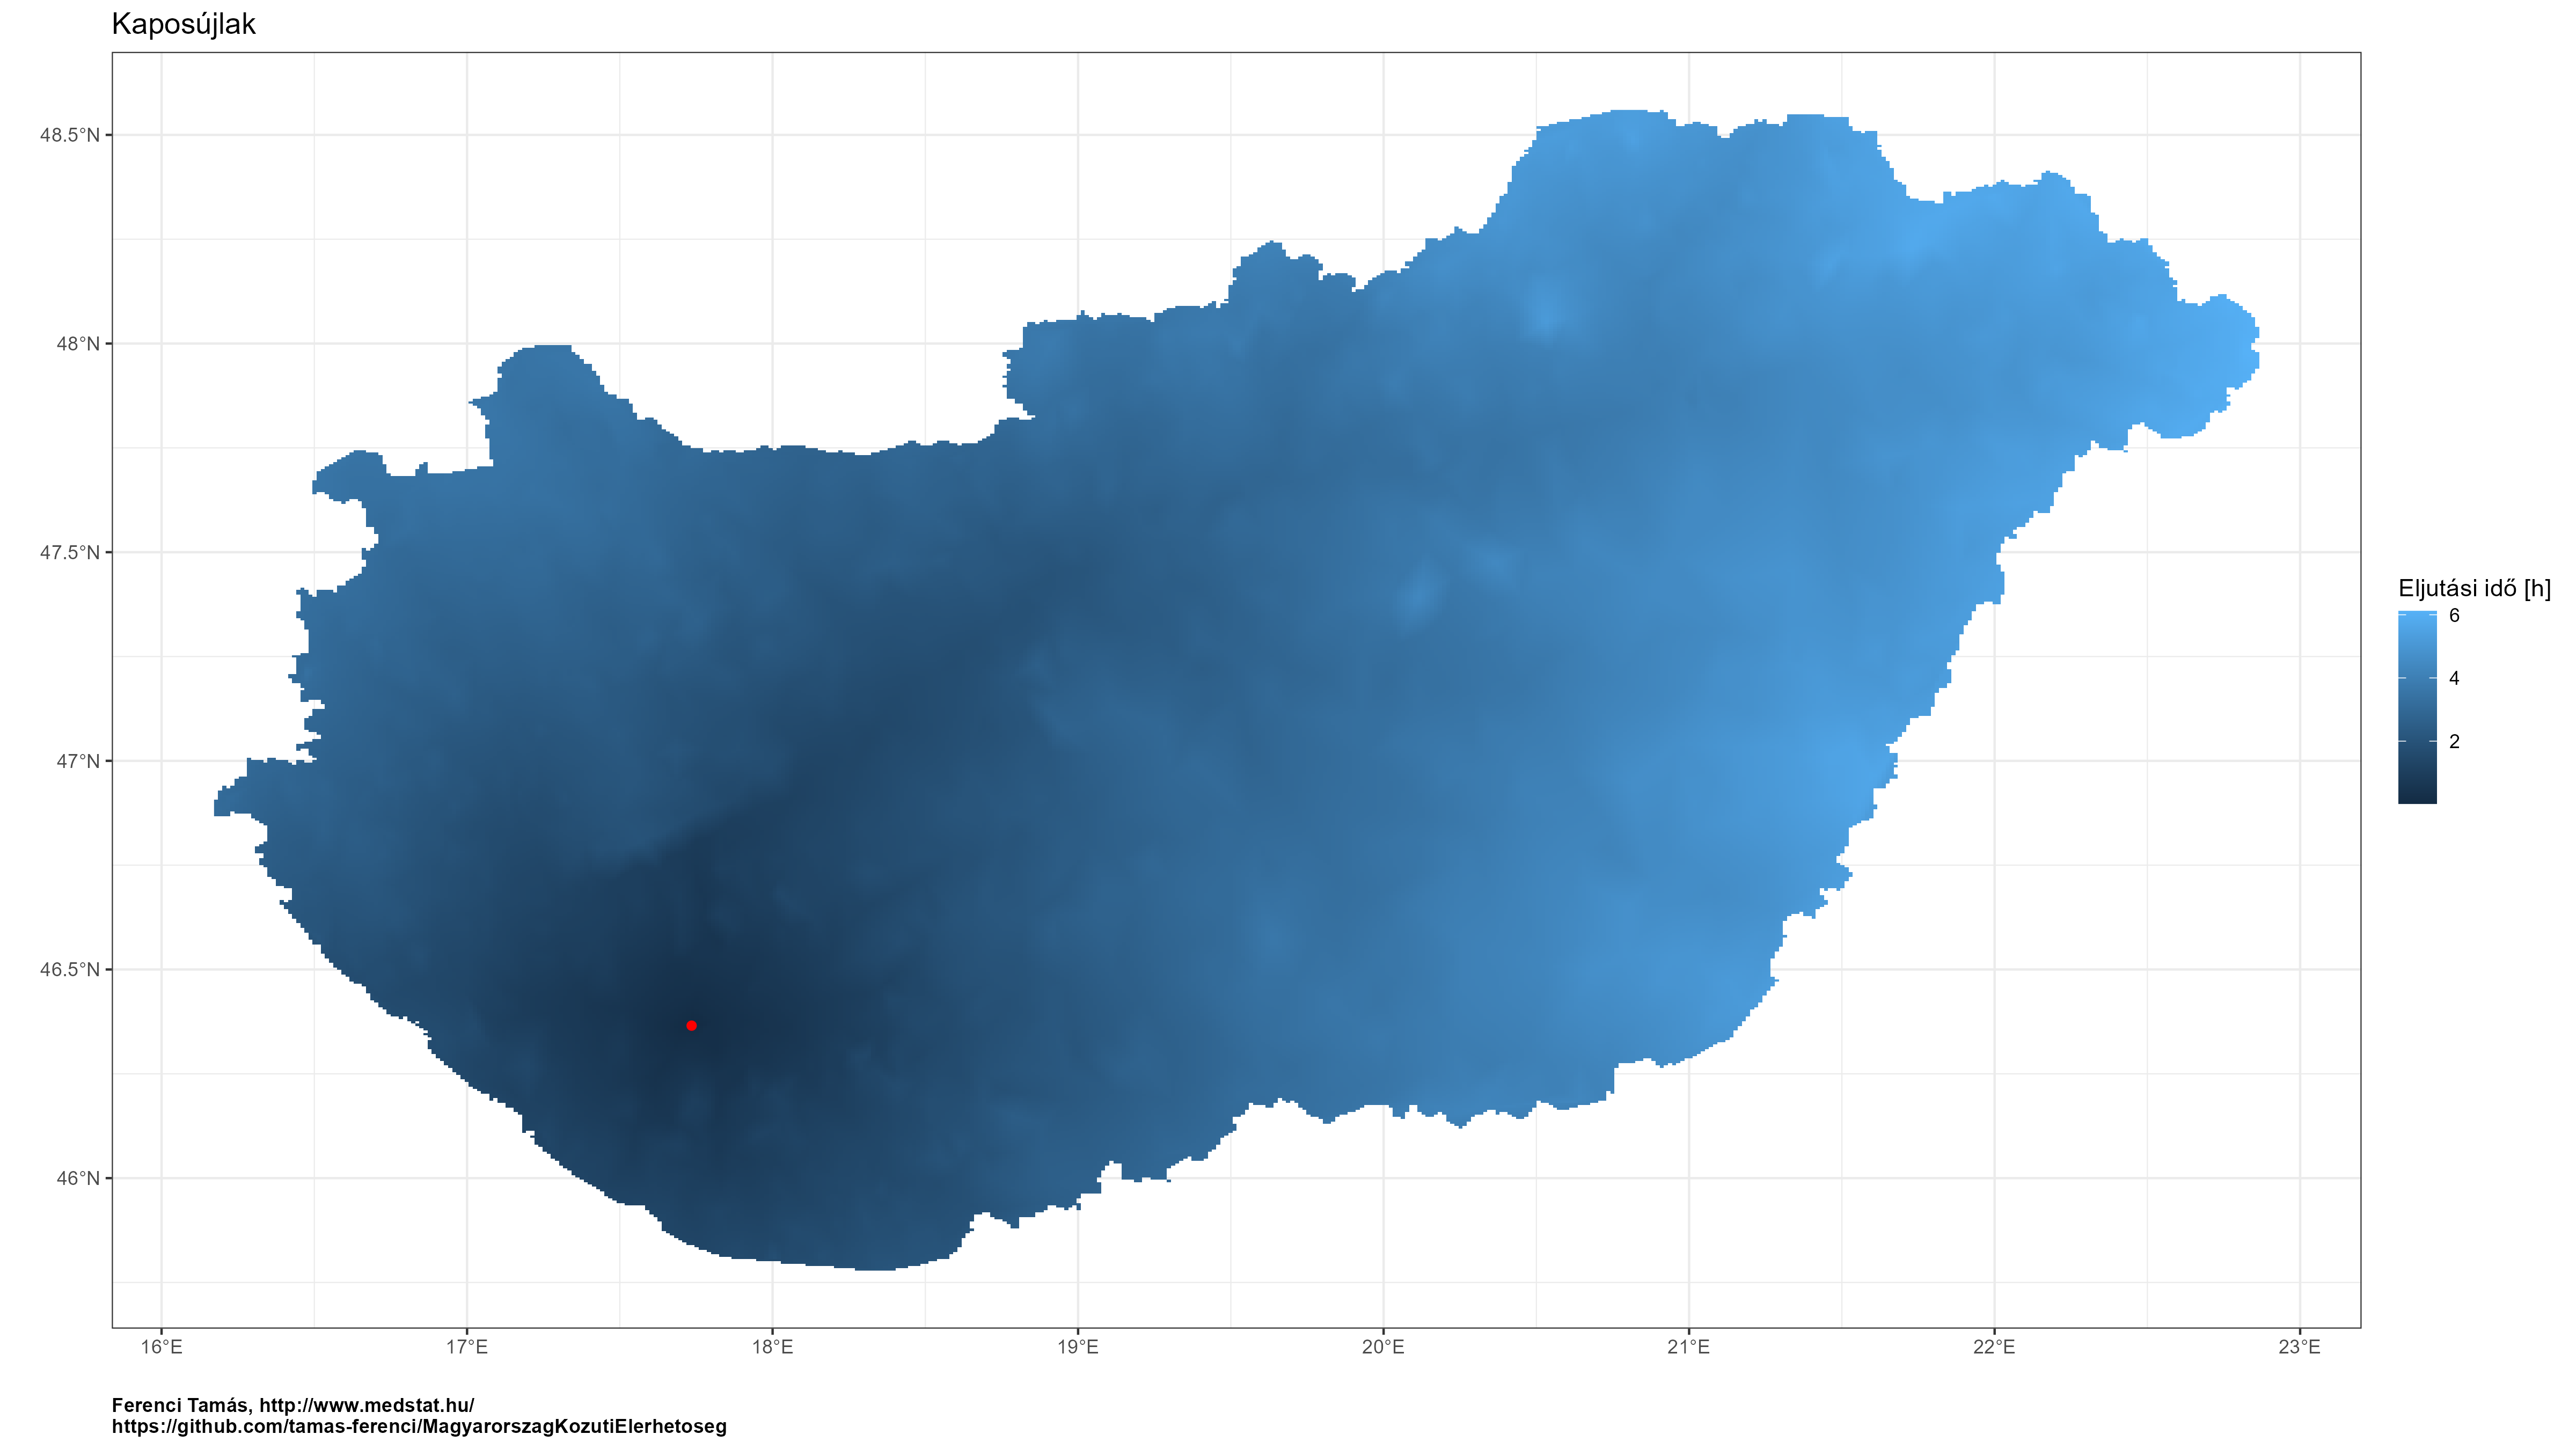 Kaposújlak
48.5°N
48°N
47.5°N
47°N
46.5°N
46°N
16°E 17°E 18°E 19°E 20°E 21°E 22°E 23°E
Eljutási idő [h]
6
4
2
Ferenci Tamás, http://www.medstat.hu/
https://github.com/tamas-ferenci/MagyarorszagKozutiElerhetoseg